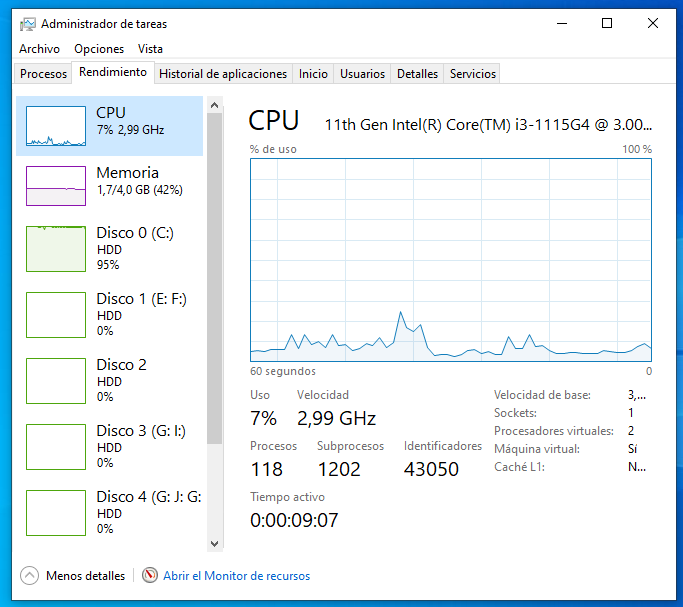 Administrador de tareas
Archivo Opciones Vista
Procesos Rendimiento Historial de aplicaciones Inicio Usuarios Detalles Servicios
CPU
7% 2,99 GHz
Memoria
1,7/4,0 GB (42%)
Disco 0 (C:)
HDD
95%
Disco 1 (E: F:)
HDD
0%
Disco 2
HDD
0%
Disco 3 (G: I:)
HDD
0%
Disco 4 (G: J: G:
HDD
0%
CPU 11th Gen Intel(R) Core(TM) i3-1115G4 @ 3.00...
% de uso 100 %
60 segundos 0
Uso Velocidad
7% 2,99 GHz
Procesos Subprocesos Identificadores
118 1202 43050
Tiempo activo
0:00:09:07
Velocidad de base: 3,...
Sockets: 1
Procesadores virtuales: 2
Máquina virtual: Sí
Caché L1: N...
Menos detalles Abrir el Monitor de recursos